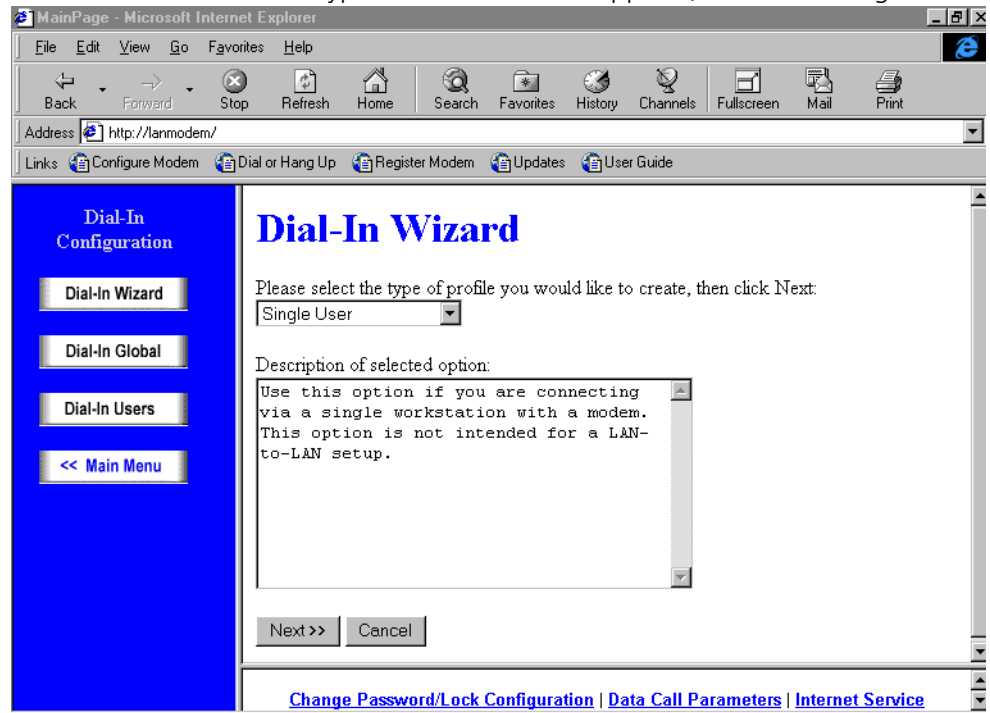 MainPage - Microsoft Internet Explorer
File Edit View Go Favorites Help
Back Forward Stop Refresh Home Search Favorites History Channels Fullscreen Mail Print
Address http://lanmodem/
Links Configure Modem Dial or Hang Up Register Modem Updates User Guide
Dial-In
Configuration
Dial-In Wizard
Dial-In Global
Dial-In Users
<< Main Menu
Dial-In Wizard
Please select the type of profile you would like to create, then click Next:
Single User
Description of selected option:
Use this option if you are connecting
via a single workstation with a modem.
This option is not intended for a LAN-
to-LAN setup.
Next>> Cancel
Change Password/Lock Configuration | Data Call Parameters | Internet Service